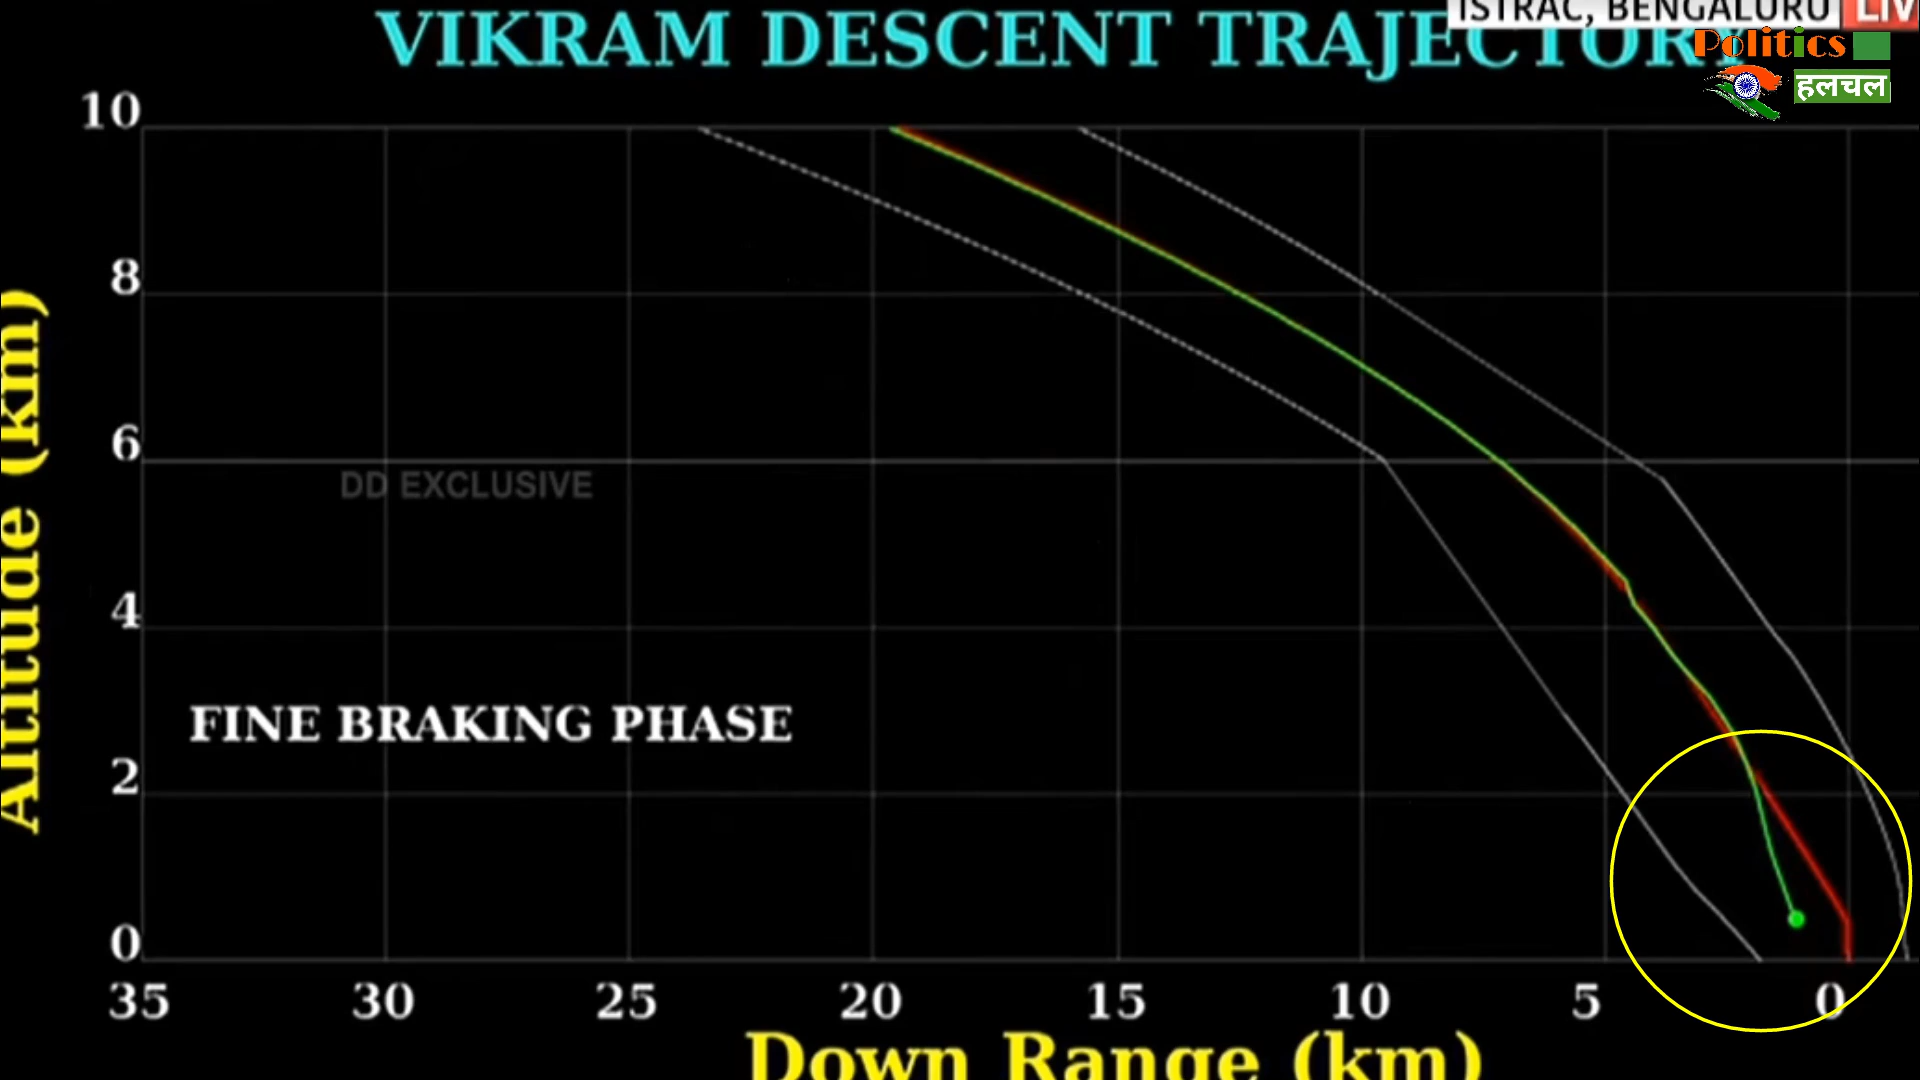 ISTRAC, BENGALURU LIV
VIKRAM DESCENT TRAJECTORY
Politics
हलचल
10
8
6
4
2
0
Altitude (km)
DD EXCLUSIVE
FINE BRAKING PHASE
35 30 25 20 15 10 5 0
Down Range (km)